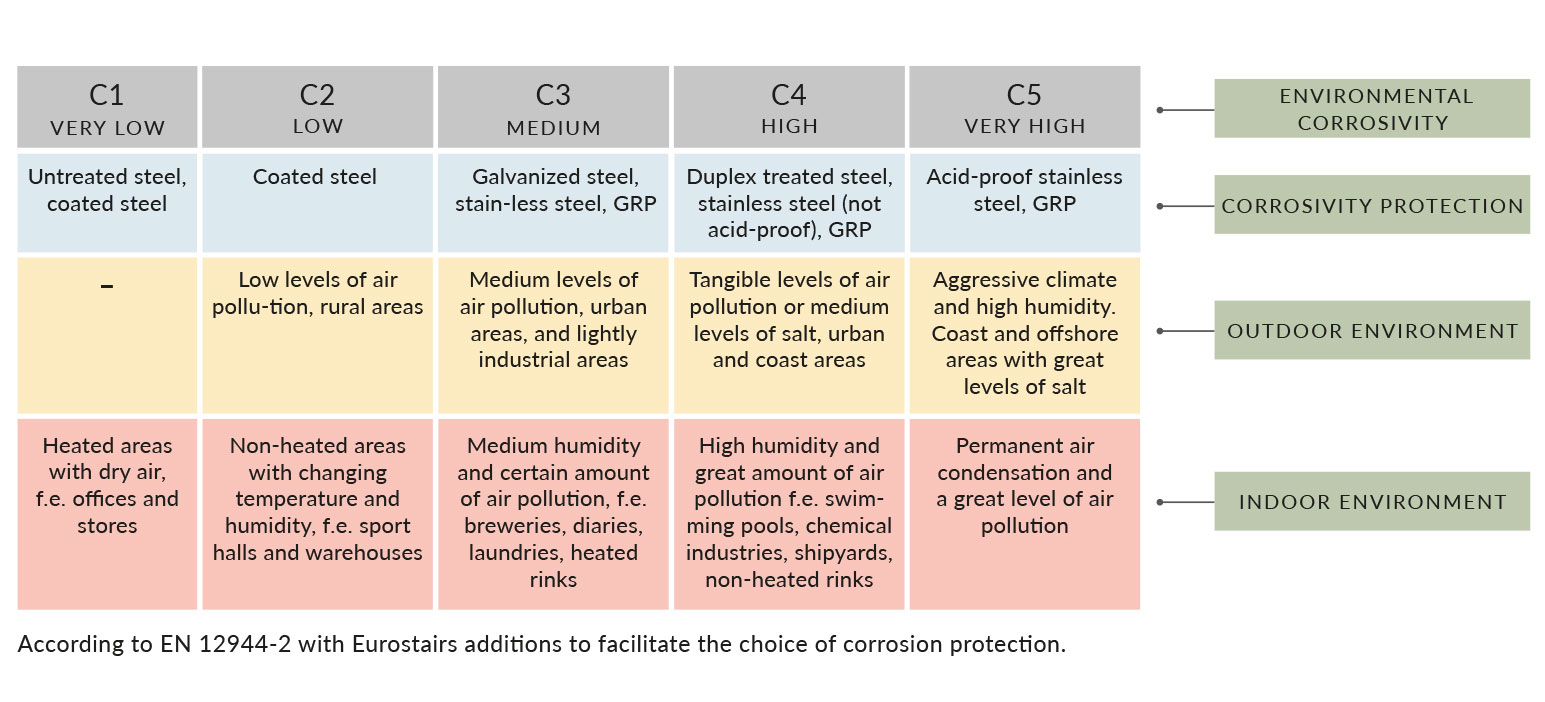 C1
VERY LOW
C2
LOW
C3
MEDIUM
C4
HIGH
C5
VERY HIGH
ENVIRONMENTAL
CORROSIVITY
Untreated steel,
coated steel
Coated steel
Galvanized steel,
stain-less steel, GRP
Duplex treated steel,
stainless steel (not
acid-proof), GRP
Acid-proof stainless
steel, GRP
CORROSIVITY PROTECTION
–
Low levels of air
pollu-tion, rural areas
Medium levels of
air pollution, urban
areas, and lightly
industrial areas
Tangible levels of air
pollution or medium
levels of salt, urban
and coast areas
Aggressive climate
and high humidity.
Coast and offshore
areas with great
levels of salt
OUTDOOR ENVIRONMENT
Heated areas
with dry air,
f.e. offices and
stores
Non-heated areas
with changing
temperature and
humidity, f.e. sport
halls and warehouses
Medium humidity
and certain amount
of air pollution, f.e.
breweries, diaries,
laundries, heated
rinks
High humidity and
great amount of air
pollution f.e. swim-
ming pools, chemical
industries, shipyards,
non-heated rinks
Permanent air
condensation and
a great level of air
pollution
INDOOR ENVIRONMENT
According to EN 12944-2 with Eurostairs additions to facilitate the choice of corrosion protection.